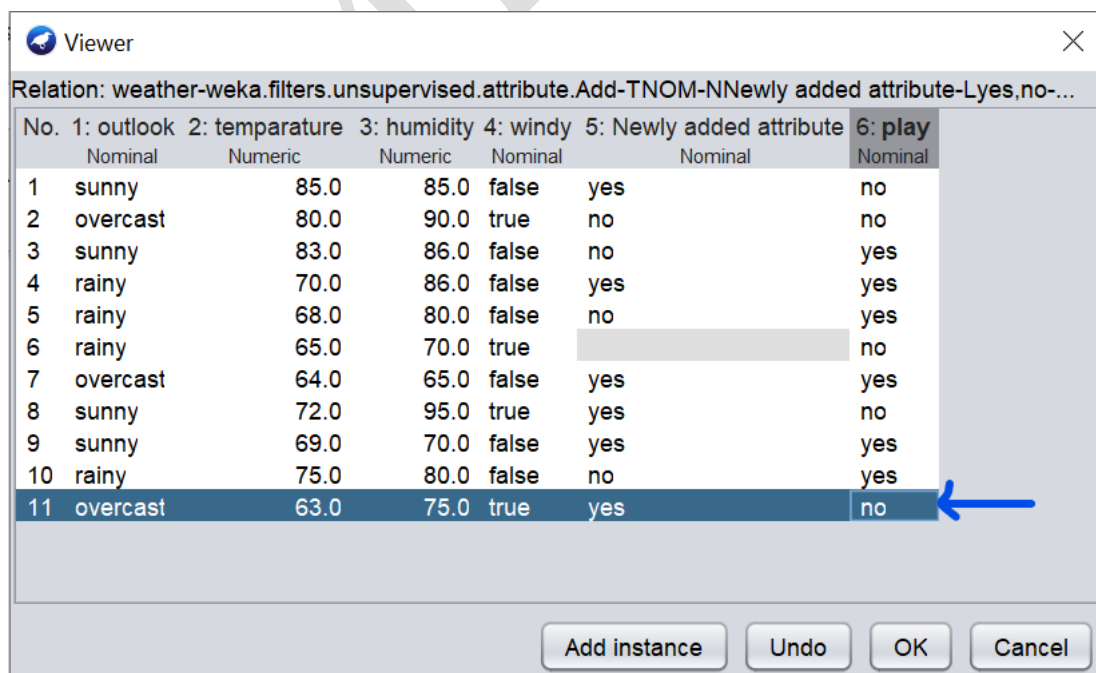 Viewer
Relation: weather-weka.filters.unsupervised.attribute.Add-TNOM-NNewly added attribute-Lyes,no-...
No. 1: outlook 2: temparature 3: humidity 4: windy 5: Newly added attribute 6: play
Nominal Numeric Numeric Nominal Nominal Nominal
1 sunny 85.0 85.0 false yes no
2 overcast 80.0 90.0 true no no
3 sunny 83.0 86.0 false no yes
4 rainy 70.0 86.0 false yes yes
5 rainy 68.0 80.0 false no yes
6 rainy 65.0 70.0 true no
7 overcast 64.0 65.0 false yes yes
8 sunny 72.0 95.0 true yes no
9 sunny 69.0 70.0 false yes yes
10 rainy 75.0 80.0 false no yes
11 overcast 63.0 75.0 true yes no
Add instance Undo OK Cancel